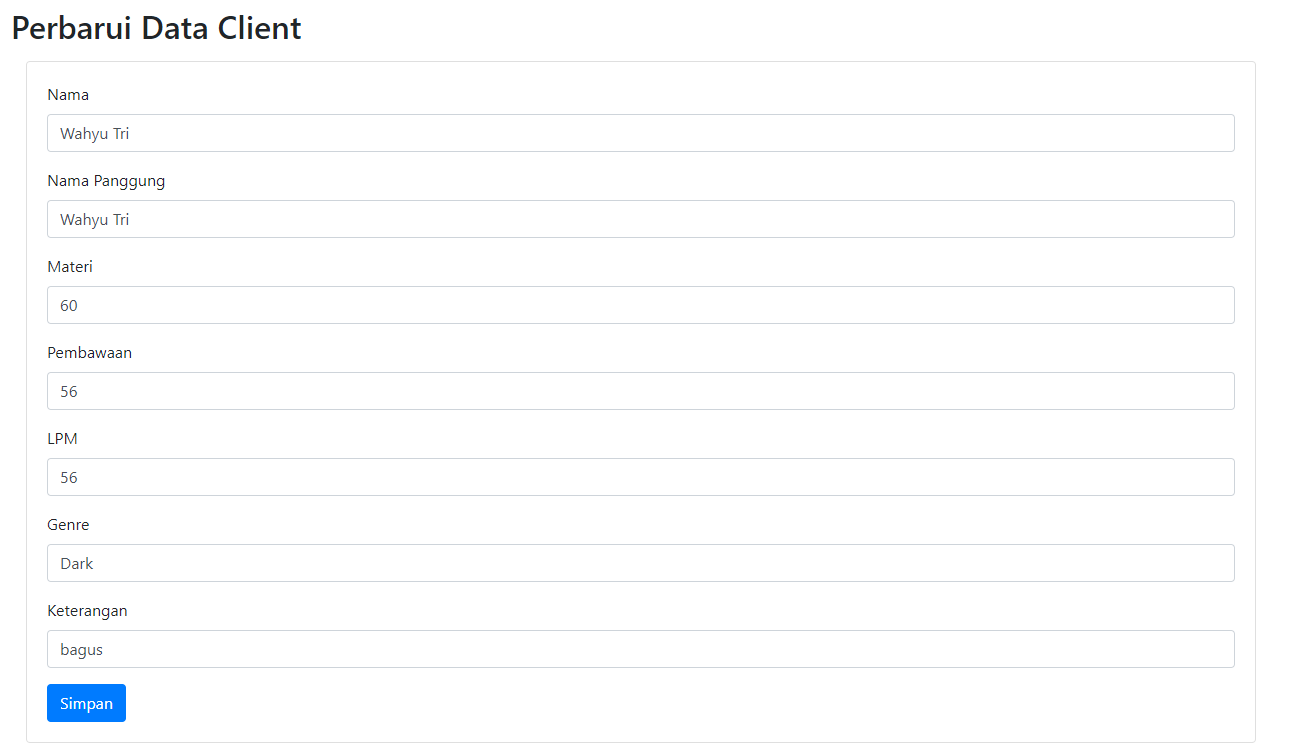 Perbarui Data Client
Nama
Wahyu Tri
Nama Panggung
Wahyu Tri
Materi
60
Pembawaan
56
LPM
56
Genre
Dark
Keterangan
bagus
Simpan